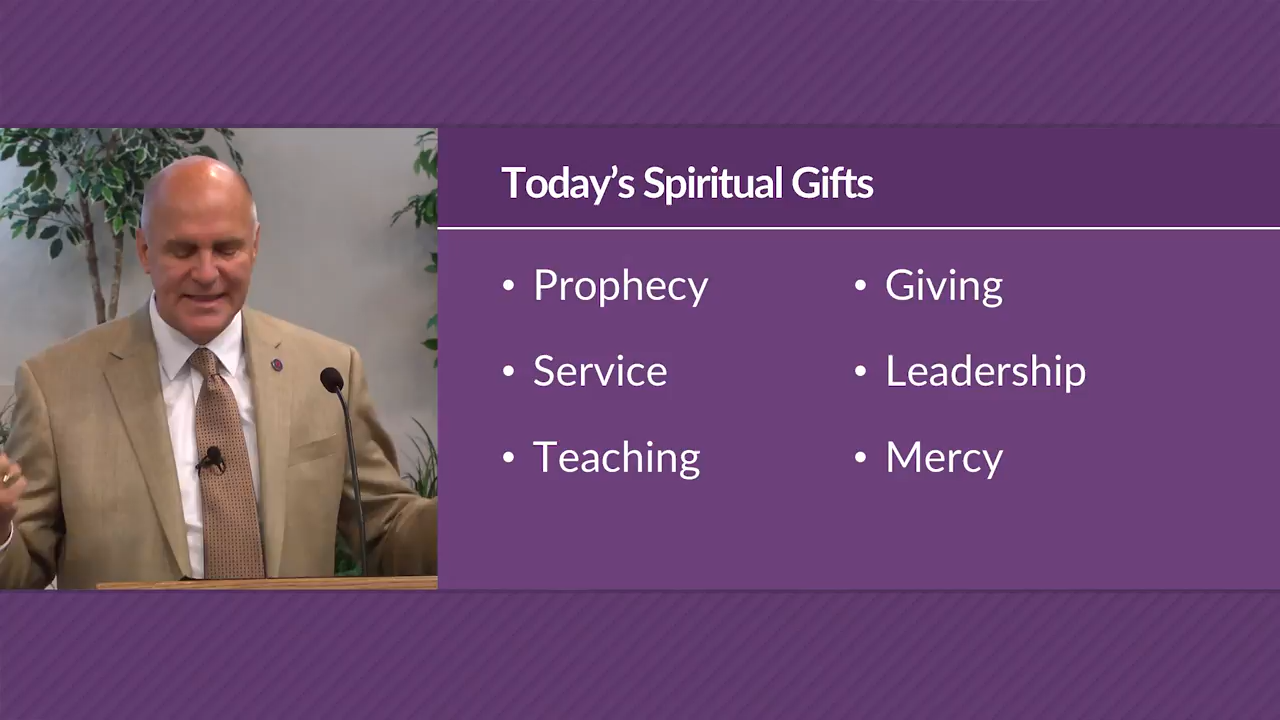 Today's Spiritual Gifts
• Prophecy
• Service
• Teaching
• Giving
• Leadership
• Mercy